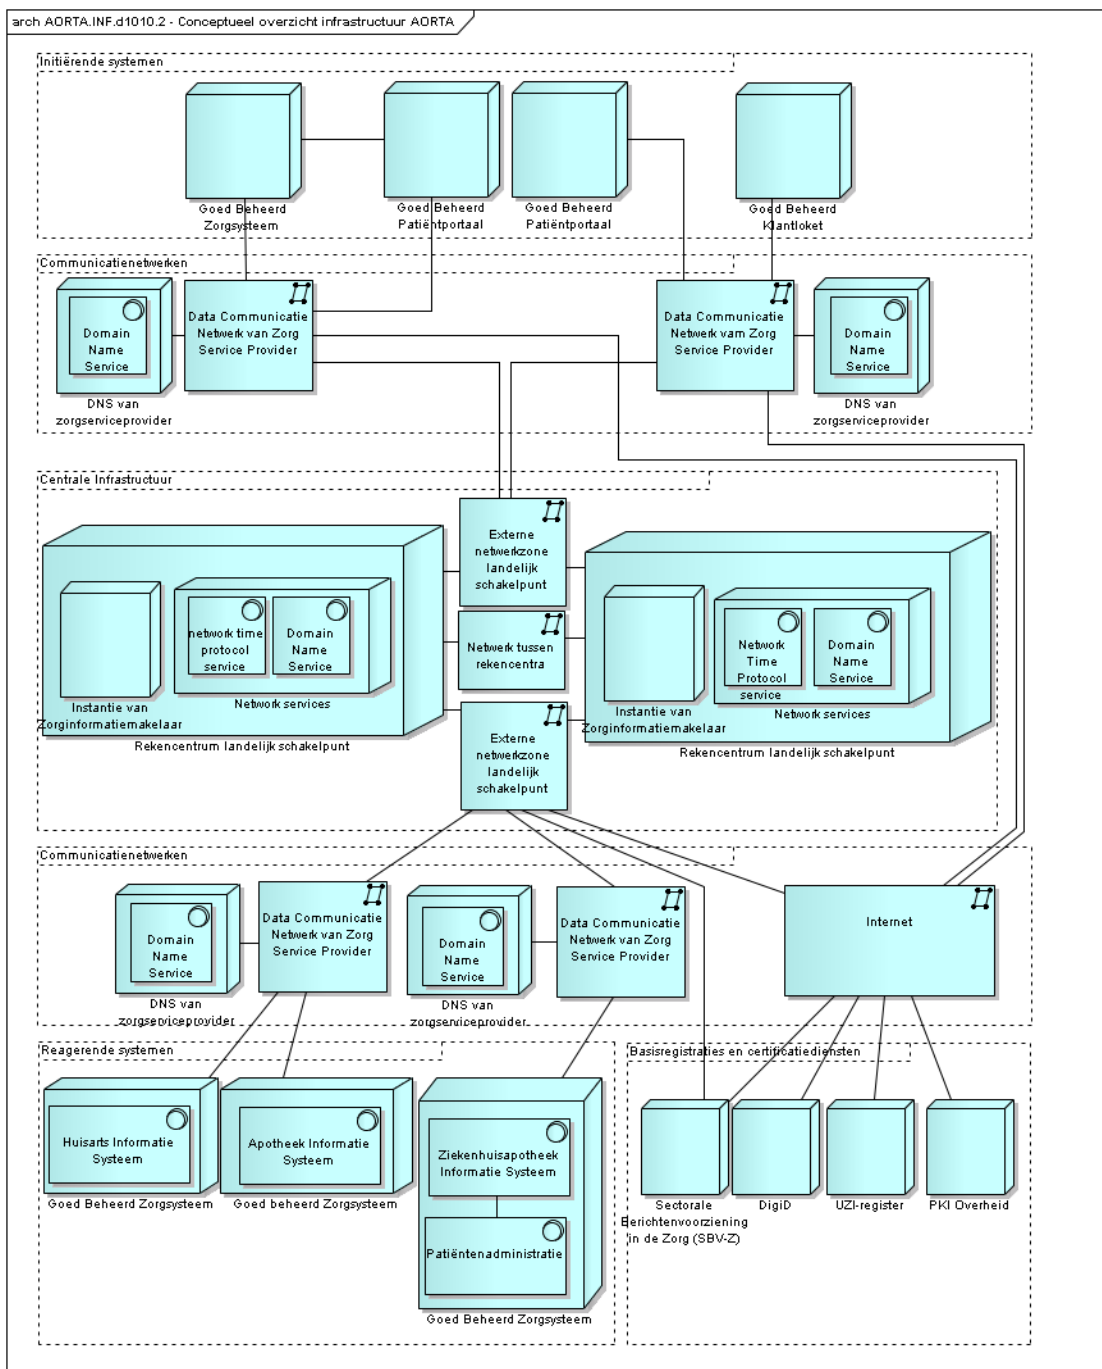 arch AORTA.INF.d1010.2 - Conceptueel overzicht infrastructuur AORTA
Initiërende systemen
Goed Beheerd
Zorgsysteem
Goed Beheerd
Patiëntportaal
Goed Beheerd
Patiëntportaal
Goed Beheerd
Klantloket
Communicatienetwerken
Domain
Name
Service
DNS van
zorgserviceprovider
Data Communicatie
Netwerk van Zorg
Service Provider
Data Communicatie
Netwerk vam Zorg
Service Provider
Domain
Name
Service
DNS van
zorgserviceprovider
Centrale Infrastructuur
Instantie van
Zorginformatiemakelaar
network time
protocol
service
Domain
Name
Service
Network services
Rekencentrum landelijk schakelpunt
Externe
netwerkzone
landelijk
schakelpunt
Netwerk tussen
rekencentra
Externe
netwerkzone
landelijk
schakelpunt
Instantie van
Zorginformatiemakelaar
Network
Time
Protocol
service
Domain
Name
Service
Network services
Rekencentrum landelijk schakelpunt
Communicatienetwerken
Domain
Name
Service
DNS van
zorgserviceprovider
Data Communicatie
Netwerk van Zorg
Service Provider
Domain
Name
Service
DNS van
zorgserviceprovider
Data Communicatie
Netwerk van Zorg
Service Provider
Internet
Reagerende systemen
Huisarts Informatie
Systeem
Goed Beheerd Zorgsysteem
Apotheek Informatie
Systeem
Goed beheerd Zorgsysteem
Ziekenhuisapotheek
Informatie Systeem
Patiëntenadministratie
Goed Beheerd Zorgsysteem
Basisregistraties en certificatiediensten
Sectorale
Berichtenvoorziening
in de Zorg (SBV-Z)
DigiD
UZI-register
PKI Overheid